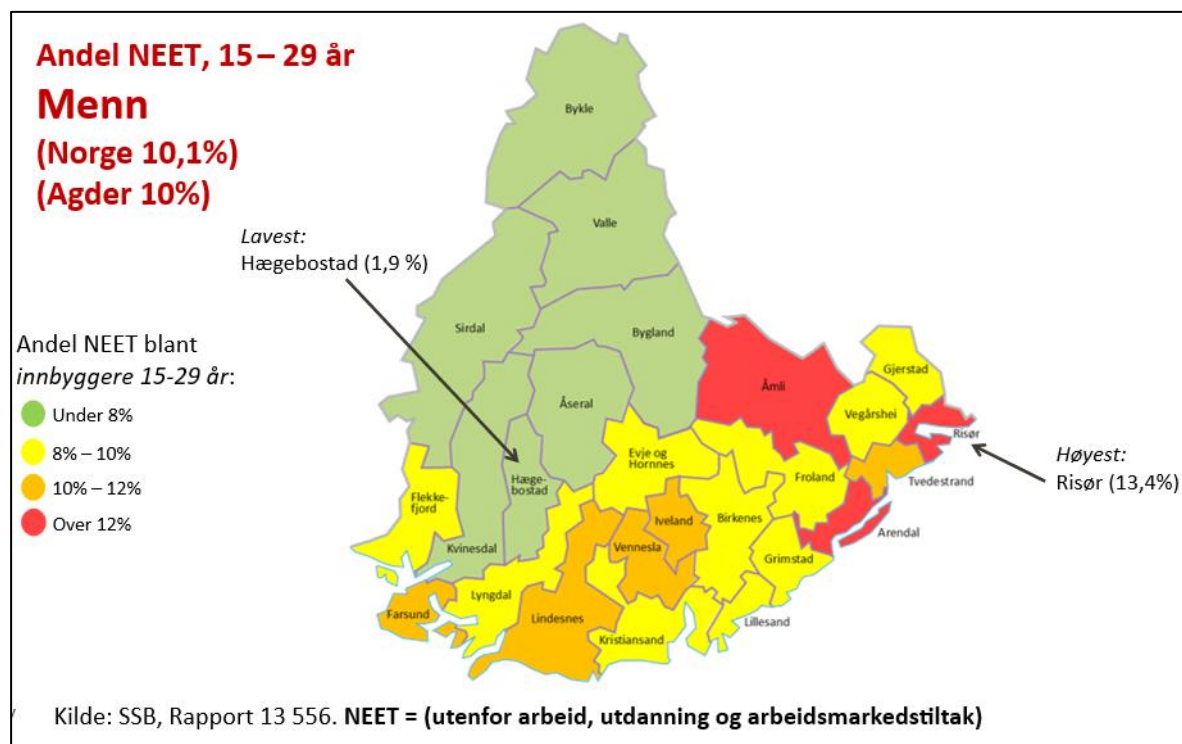 Andel NEET, 15 – 29 år
Menn
(Norge 10,1%)
(Agder 10%)
Lavest:
Hægebostad (1,9 %)
Andel NEET blant
innbyggere 15-29 år:
Under 8%
8% – 10%
10% – 12%
Over 12%
Bykle
Valle
Sirdal
Bygland
Åseral
Åmli
Gjerstad
Vegårshei
Risør
Høyest:
Risør (13,4%)
Evje og
Hornnes
Hæge-
bostad
Flekke-
fjord
Froland
Tvedestrand
Iveland
Birkenes
Arendal
Kvinesdal
Vennesla
Grimstad
Lyngdal
Farsund
Lindesnes
Lillesand
Kristiansand
/ Kilde: SSB, Rapport 13 556. NEET = (utenfor arbeid, utdanning og arbeidsmarkedstiltak)